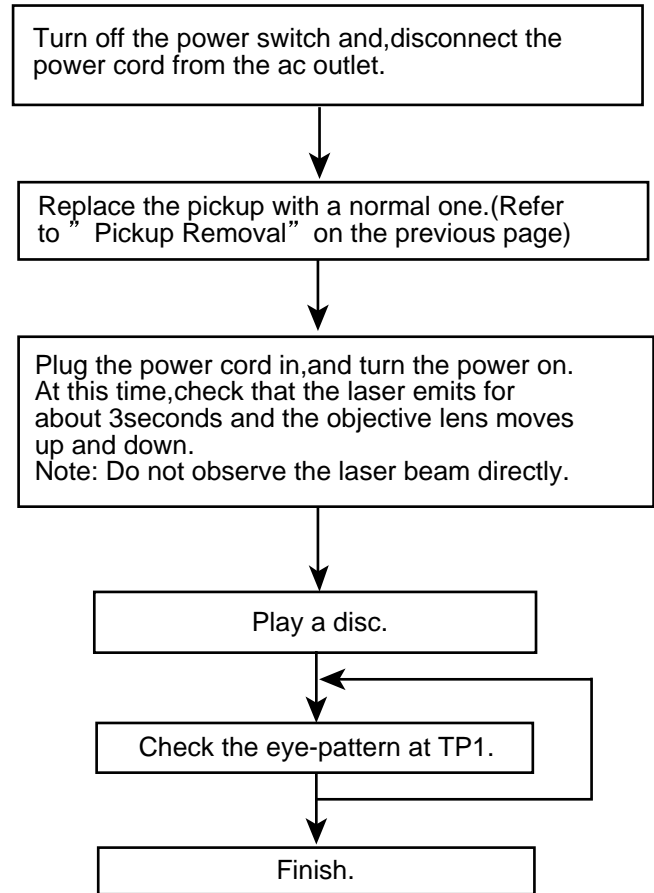 Turn off the power switch and,disconnect the
power cord from the ac outlet.
Replace the pickup with a normal one.(Refer
to ” Pickup Removal” on the previous page)
Plug the power cord in,and turn the power on.
At this time,check that the laser emits for
about 3seconds and the objective lens moves
up and down.
Note: Do not observe the laser beam directly.
Play a disc.
Check the eye-pattern at TP1.
Finish.